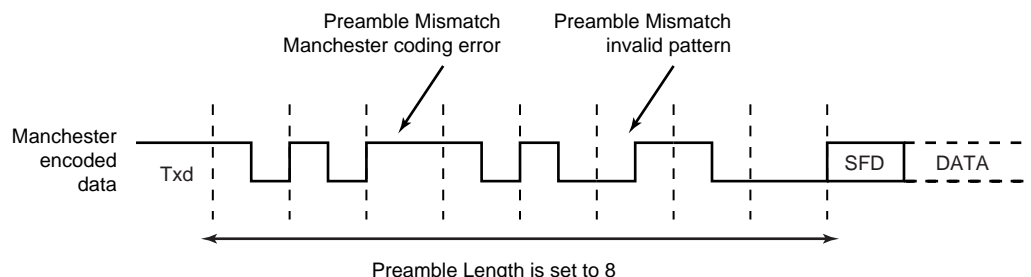 Preamble Mismatch
Manchester coding error
Preamble Mismatch
invalid pattern
Manchester
encoded
data
Txd
SFD
DATA
Preamble Length is set to 8